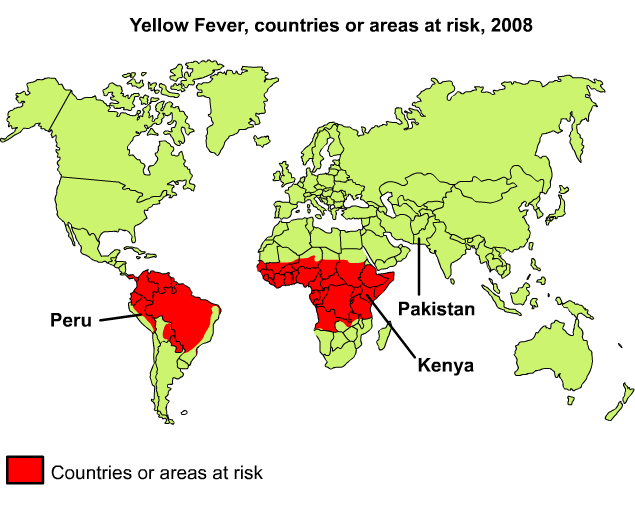 Yellow Fever, countries or areas at risk, 2008
Peru
Pakistan
Kenya
Countries or areas at risk